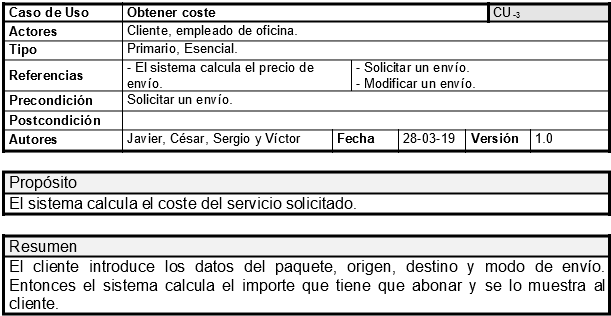 Caso de Uso Obtener coste CU-3
Actores Cliente, empleado de oficina.
Tipo Primario, Esencial.
Referencias - El sistema calcula el precio de envío. - Solicitar un envío. - Modificar un envío.
Precondición Solicitar un envío.
Postcondición
Autores Javier, César, Sergio y Víctor Fecha 28-03-19 Versión 1.0
Propósito
El sistema calcula el coste del servicio solicitado.
Resumen
El cliente introduce los datos del paquete, origen, destino y modo de envío.
Entonces el sistema calcula el importe que tiene que abonar y se lo muestra al
cliente.